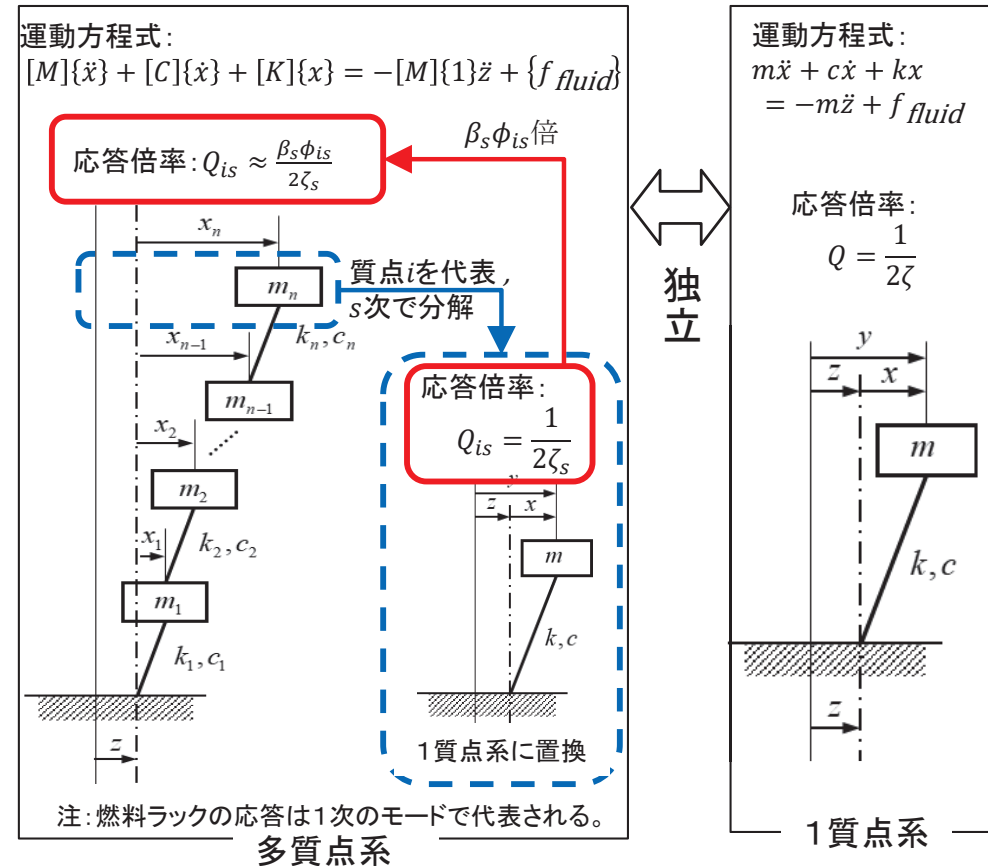 運動方程式:
[M]{ẍ} + [C]{ẋ} + [K]{x} = −[M]{1}z̈ + {f_fluid}
応答倍率:Q_is ≈ β_sϕ_is / 2ζ_s
β_sϕ_is倍
x_n
m_n
質点iを代表,
s次で分解
x_{n−1}
k_n, c_n
m_{n−1}
x_2
m_2
x_1
k_2, c_2
m_1
k_1, c_1
z
応答倍率:
Q_is = 1 / 2ζ_s
y
z x
m
k, c
z
1質点系に置換
注:燃料ラックの応答は1次のモードで代表される。
多質点系
独立
運動方程式:
mẍ + cẋ + kx
= −mz̈ + f_fluid
応答倍率:
Q = 1 / 2ζ
y
z x
m
k, c
z
1質点系